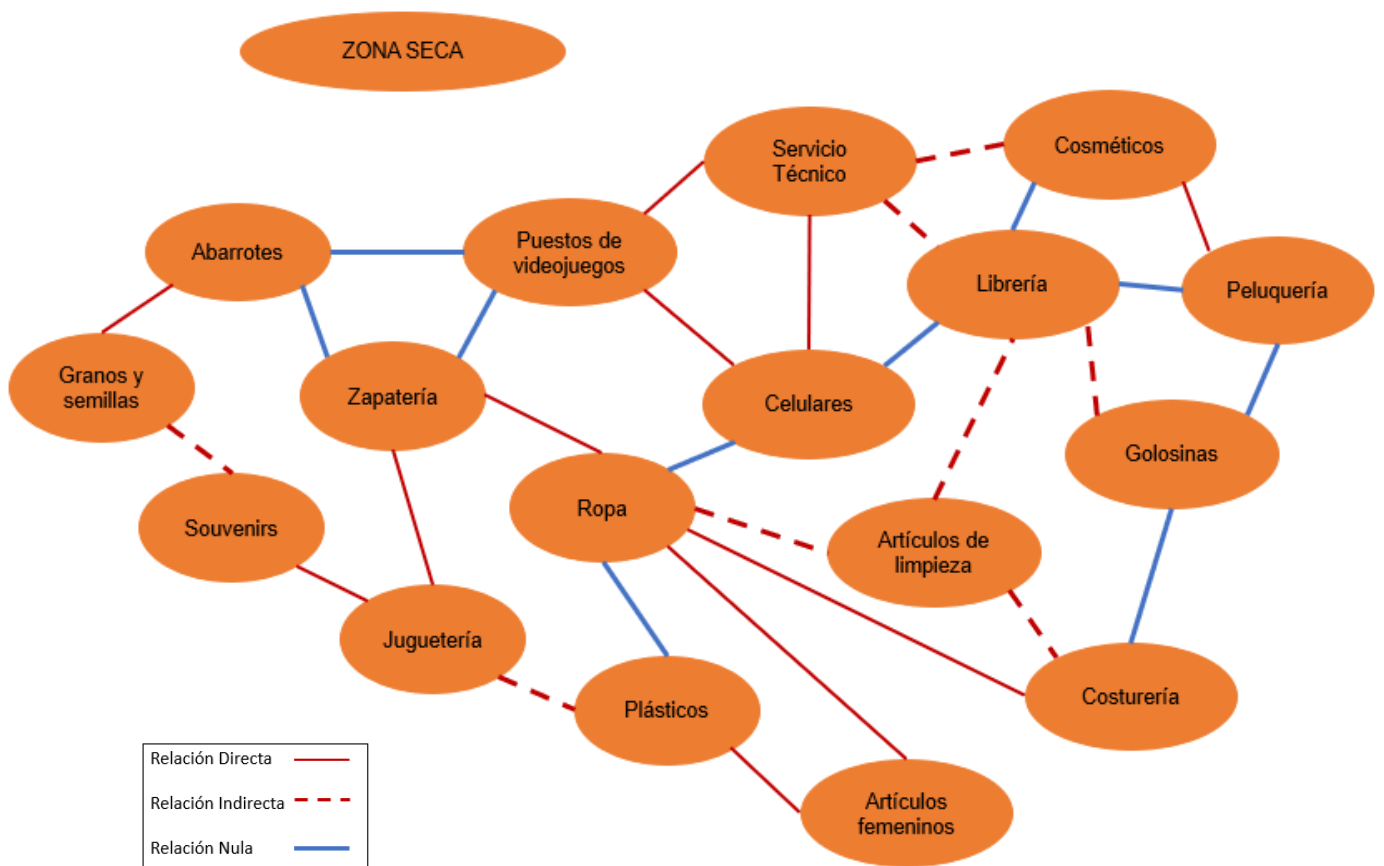 ZONA SECA
Servicio
Técnico
Cosméticos
Abarrotes
Puestos de
videojuegos
Librería
Peluquería
Granos y
semillas
Zapatería
Celulares
Golosinas
Souvenirs
Ropa
Artículos de
limpieza
Juguetería
Plásticos
Costurería
Artículos
femeninos
Relación Directa
Relación Indirecta
Relación Nula